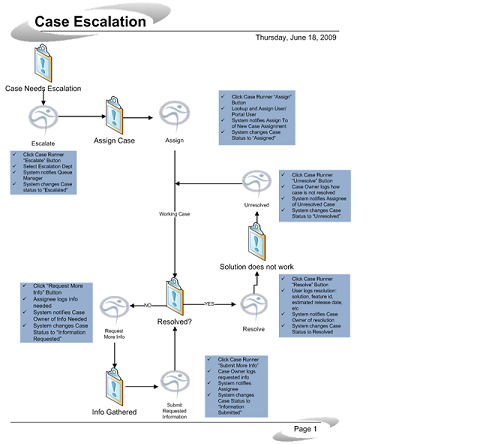 Case Escalation
Thursday, June 18, 2009
Case Needs Escalation
Escalate
Assign Case
Assign
✓ Click Case Runner "Assign"
Button
✓ Lookup and Assign User/
Portal User
✓ System notifies Assign To
of New Case Assignment
✓ System changes Case
Status to "Assigned"
✓ Click Case Runner
"Escalate" Button
✓ Select Escalation Dept
✓ System notifies Queue
Manager
✓ System changes Case
status to "Escalated"
Unresolved
✓ Click Case Runner
"Unresolve" Button
✓ Case Owner logs how
case is not resolved
✓ System notifies Assignee
of Unresolved Case
✓ System changes Case
Status to "Unresolved"
Working Case
Solution does not work
✓ Click "Request More
Info" Button
✓ Assignee logs info
needed
✓ System notifies Case
Owner of Info Needed
✓ System changes Case
Status to "Information
Requested"
Request
More Info
NO
Resolved?
YES
Resolve
✓ Click Case Runner
"Resolve" Button
✓ User logs resolution:
solution, feature id,
estimated release date,
etc.
✓ System notifies Case
Owner of resolution
✓ System changes Case
Status to Resolved
Info Gathered
Submit
Requested
Information
✓ Click Case Runner
"Submit More Info"
✓ Case Owner logs
requested info
✓ System notifies
Assignee
✓ System changes
Case Status to
"Information
Submitted"
Page 1